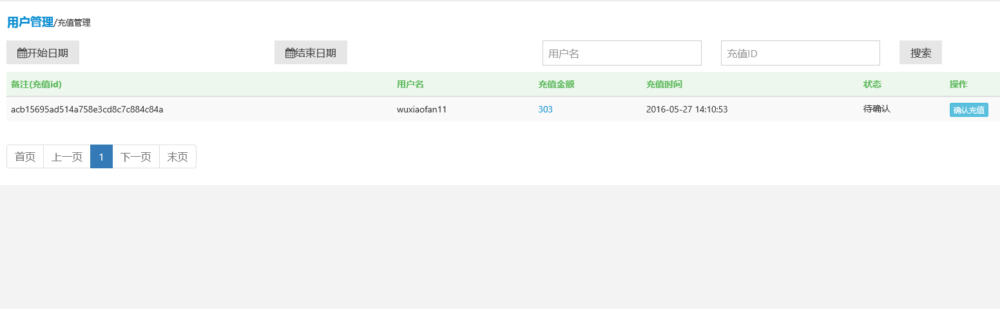 用户管理/充值管理
开始日期 结束日期 用户名 充值ID 搜索
备注(充值id) 用户名 充值金额 充值时间 状态 操作
acb15695ad514a758e3cd8c7c884c84a wuxiaofan11 303 2016-05-27 14:10:53 待确认 确认充值
首页 上一页 1 下一页 末页